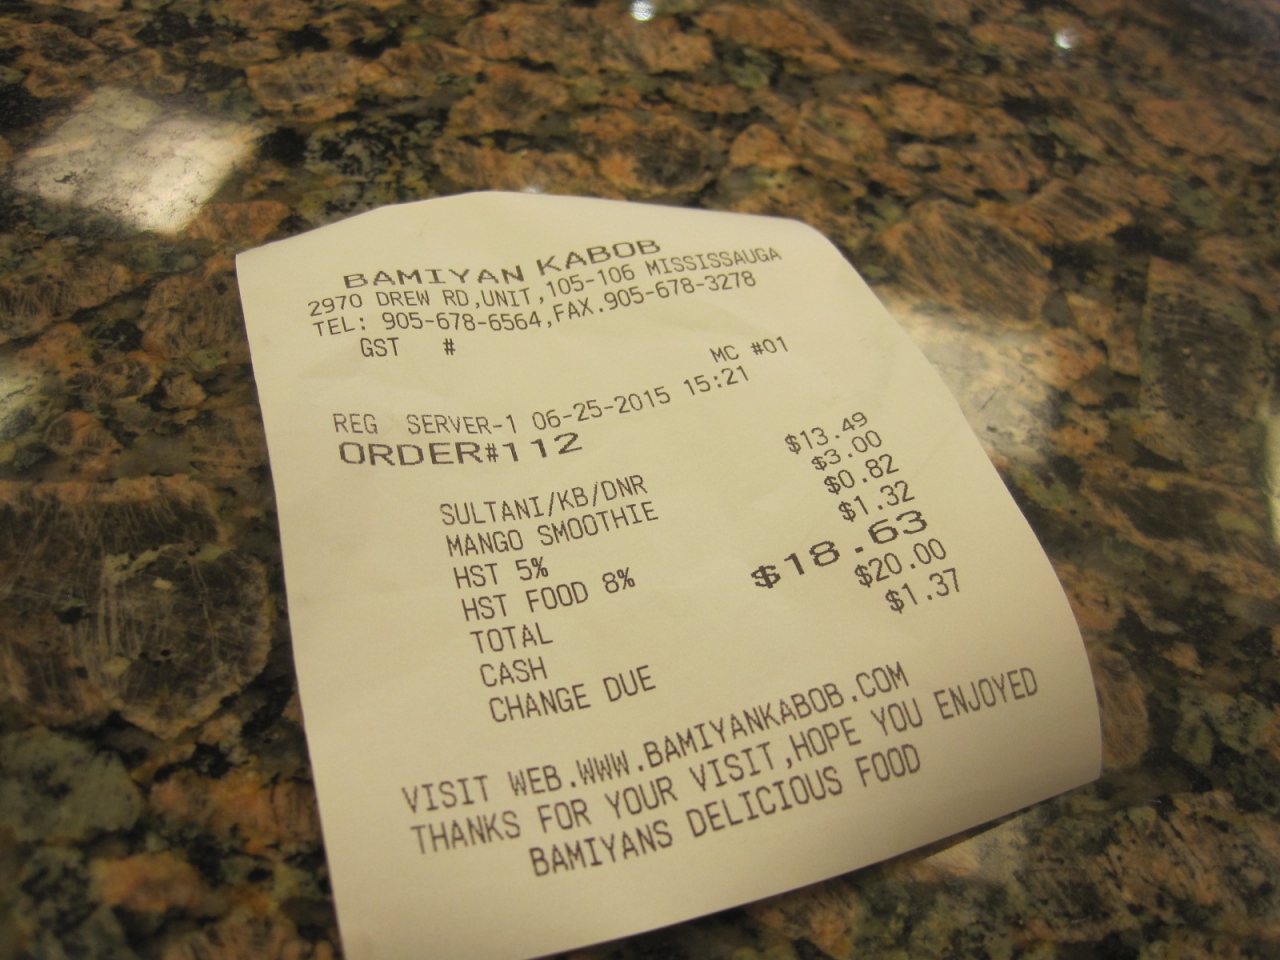 BAMIYAN KABOB
2970 DREW RD,UNIT,105-106 MISSISSAUGA
TEL: 905-678-6564,FAX.905-678-3278
GST #
MC #01
REG SERVER-1 06-25-2015 15:21
ORDER#112
SULTANI/KB/DNR $13.49
MANGO SMOOTHIE $3.00
HST 5% $0.82
HST FOOD 8% $1.32
TOTAL $18.63
CASH $20.00
CHANGE DUE $1.37
VISIT WEB.WWW.BAMIYANKABOB.COM
THANKS FOR YOUR VISIT,HOPE YOU ENJOYED
BAMIYANS DELICIOUS FOOD